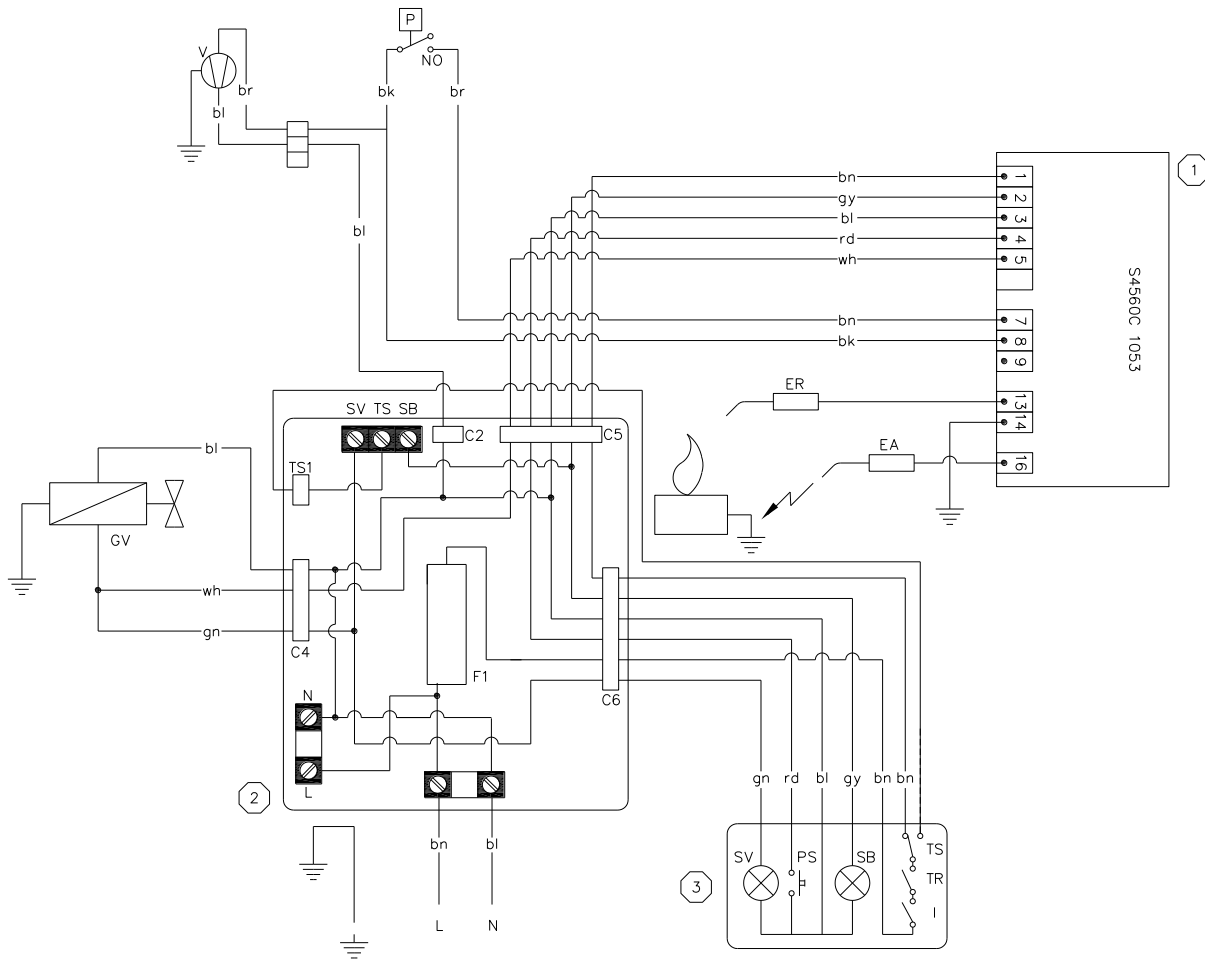 P
V
NO
br
bk
br
bl
bl
1
bn
1
gy
2
bl
3
rd
4
wh
5
S4560C 1053
bn
7
bk
8
9
ER
13
14
EA
16
SV TS SB
C2
C5
TS1
bl
GV
wh
gn
C4
F1
C6
N
L
2
gn rd bl gy bn bn
bn
bl
L
N
3
SV
PS
SB
TS
TR
I